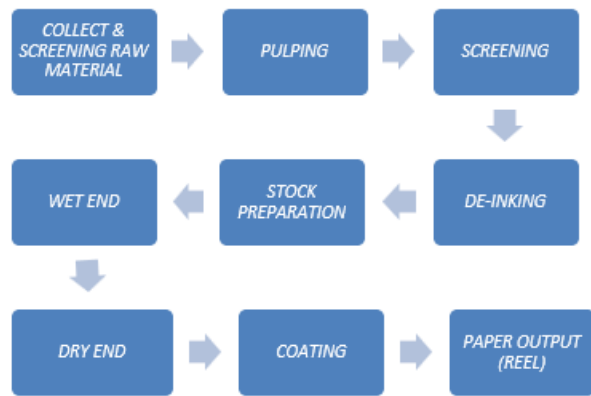 COLLECT &
SCREENING RAW
MATERIAL
PULPING
SCREENING
DE-INKING
STOCK
PREPARATION
WET END
DRY END
COATING
PAPER OUTPUT
(REEL)